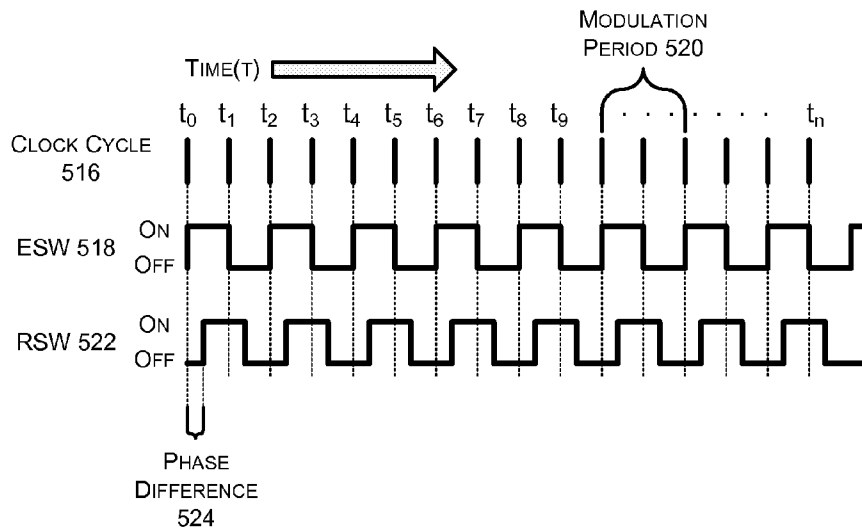 MODULATION
PERIOD 520
TIME(T)
t0 t1 t2 t3 t4 t5 t6 t7 t8 t9 . . . . . . . . tn
CLOCK CYCLE
516
ON
ESW 518
OFF
ON
RSW 522
OFF
PHASE
DIFFERENCE
524